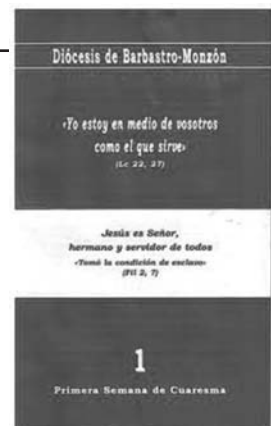 Diócesis de Barbastro-Monzón
«Yo estoy en medio de vosotros
como el que sirve»
(Lc 22, 27)
Jesús es Señor,
hermano y servidor de todos
«Tomó la condición de esclavo»
(Fil 2, 7)
1
Primera Semana de Cuaresma